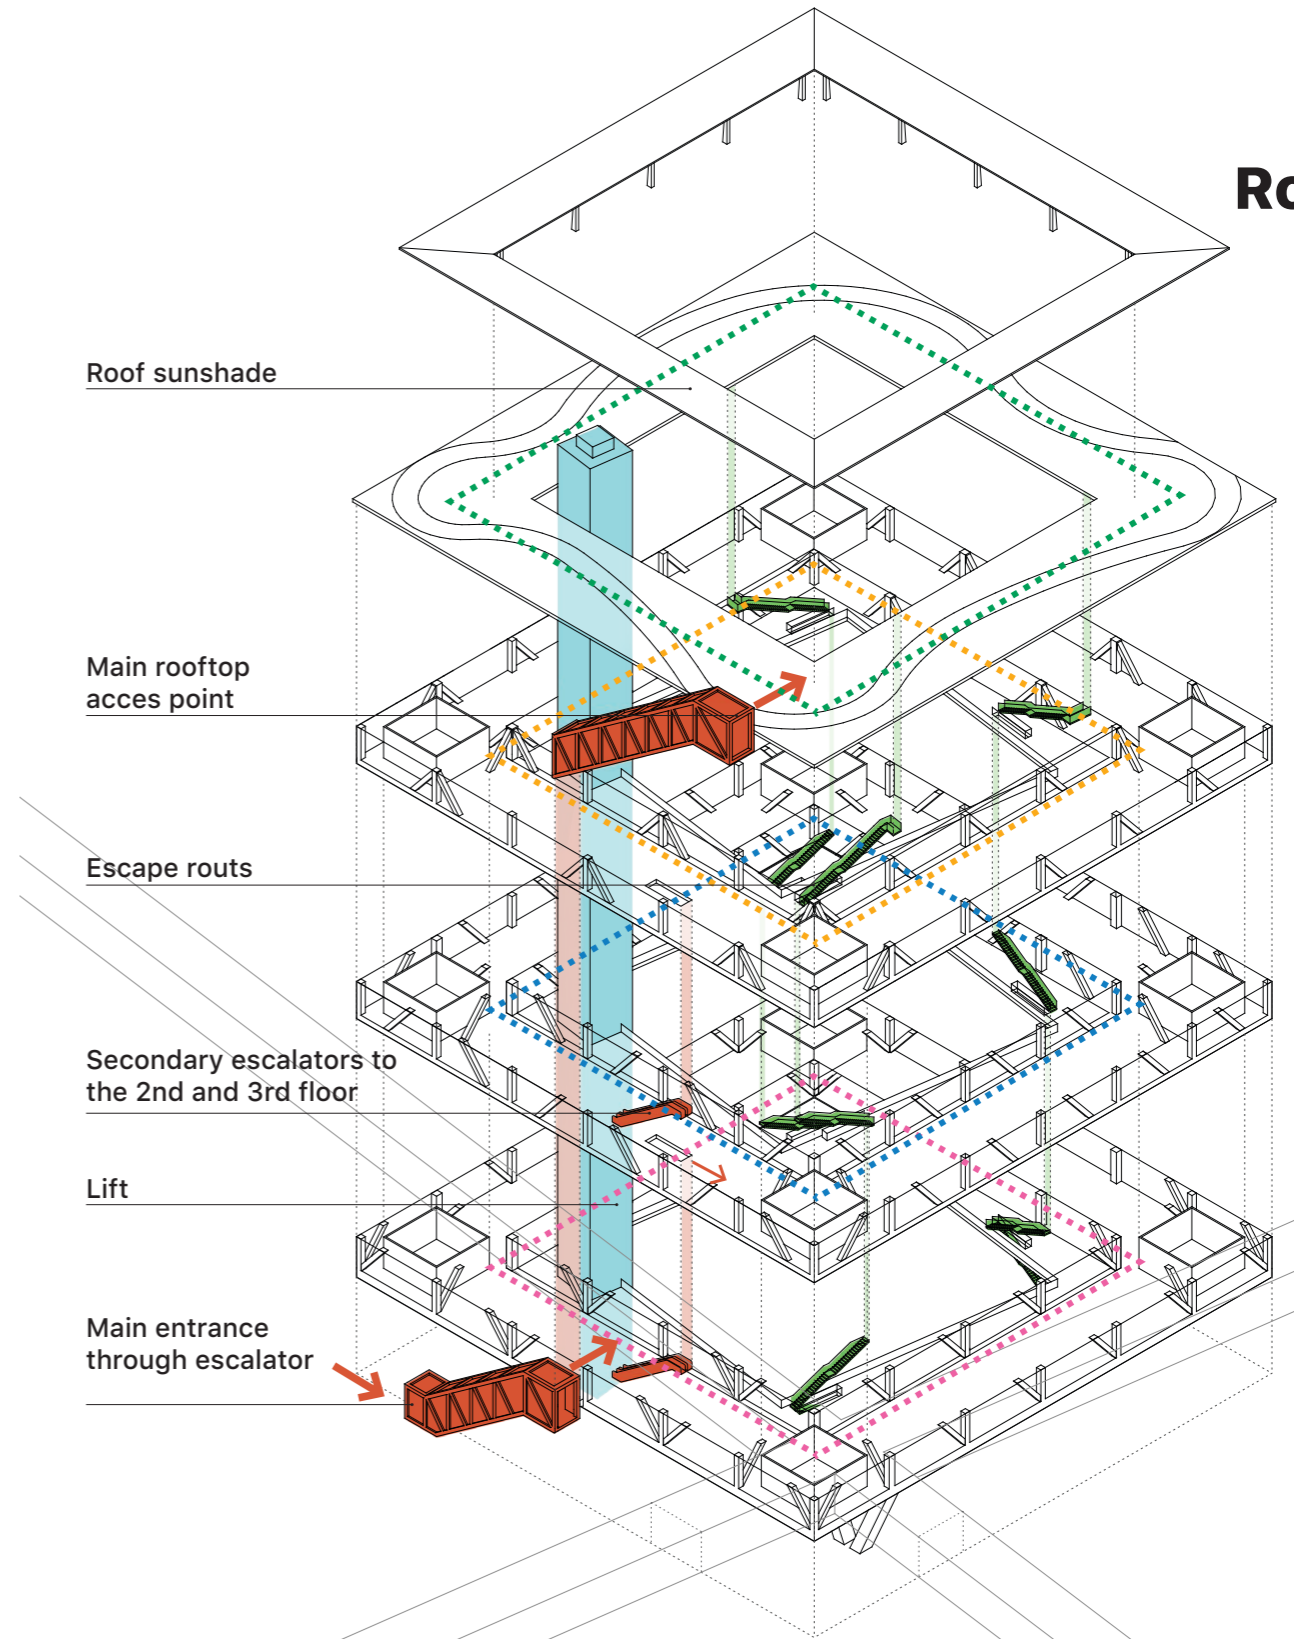 Ro
Roof sunshade
Main rooftop
acces point
Escape routs
Secondary escalators to
the 2nd and 3rd floor
Lift
Main entrance
through escalator